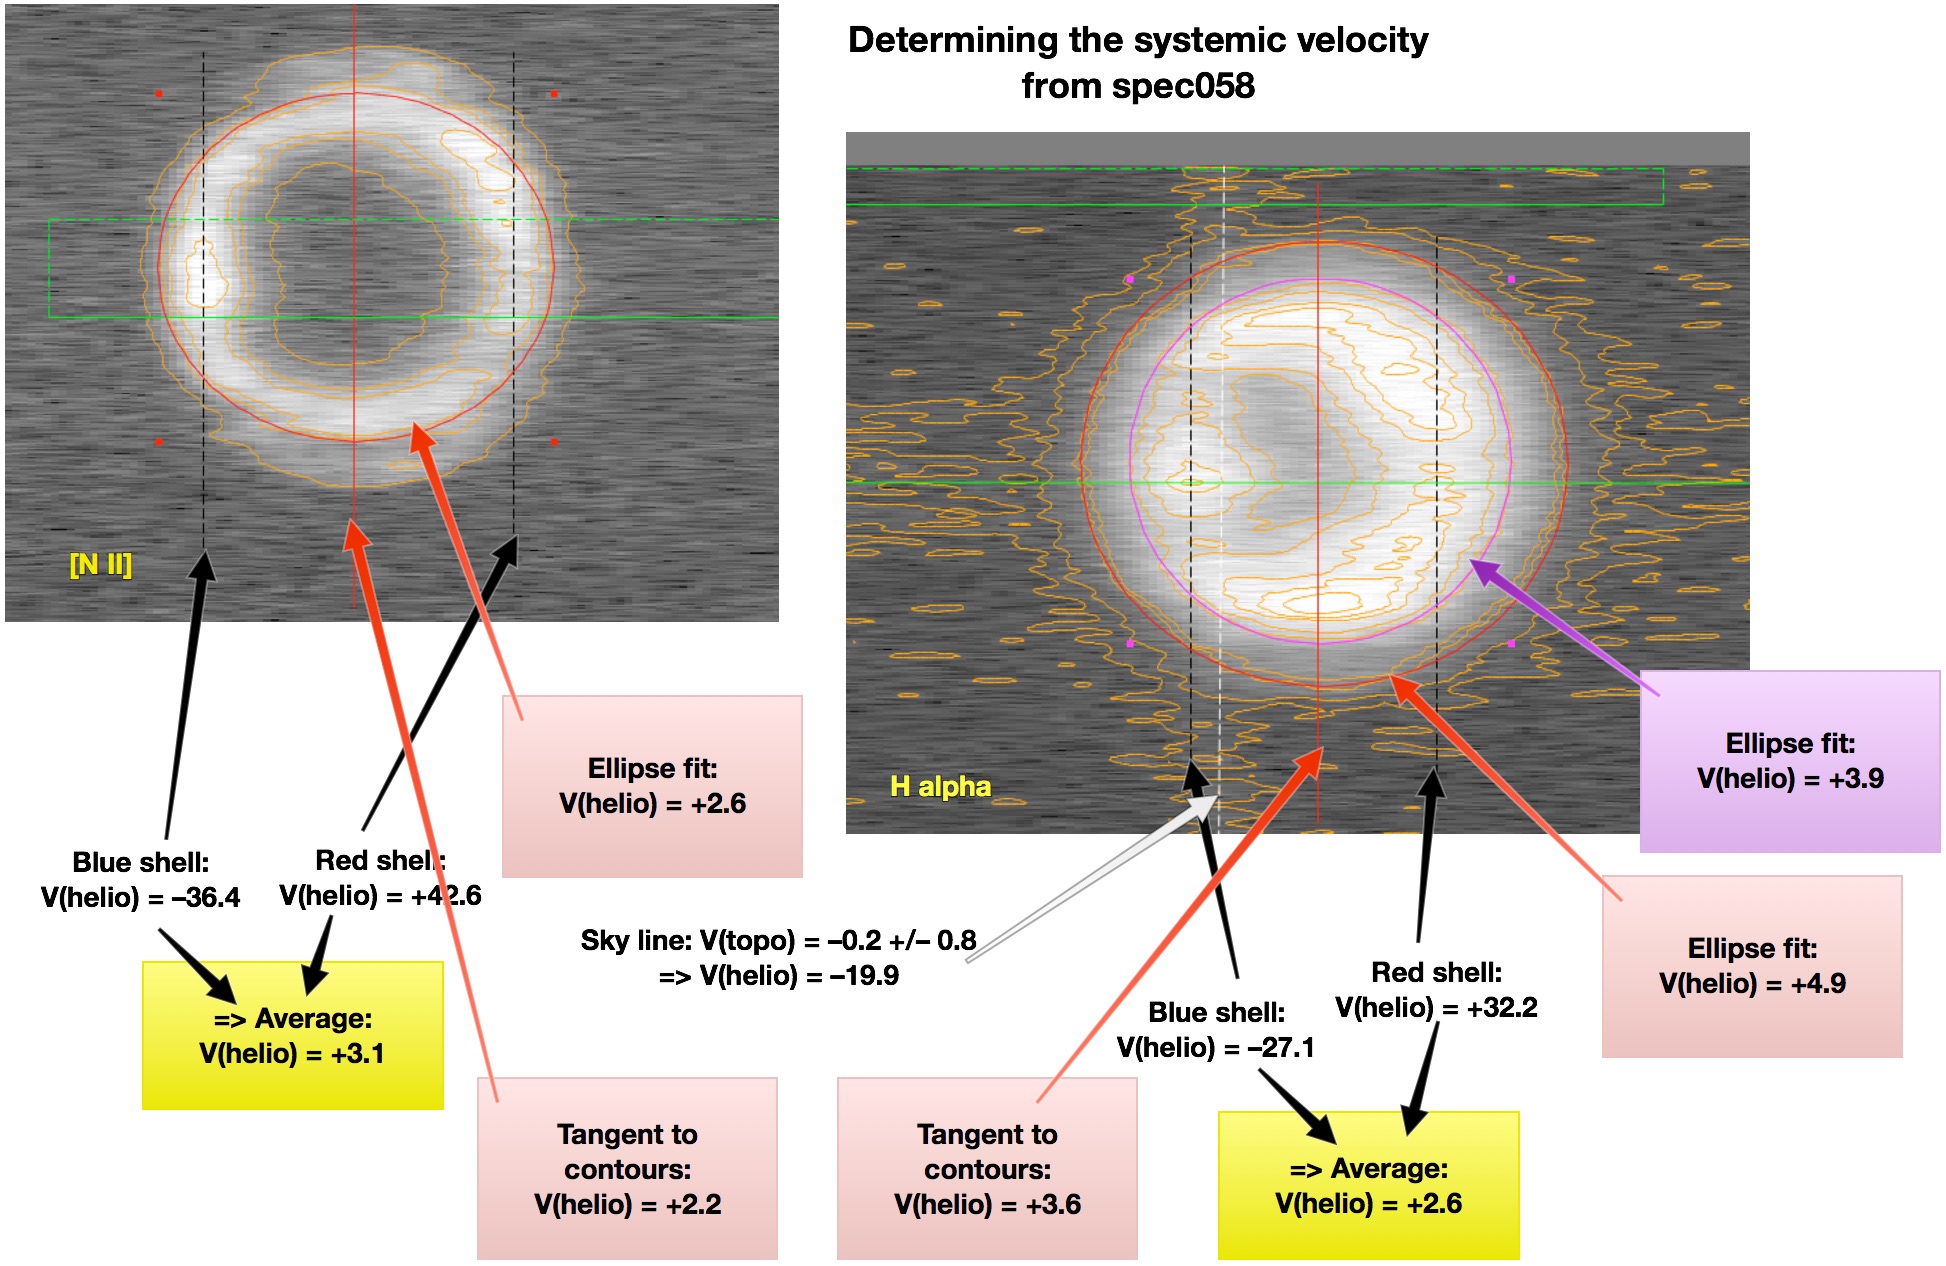 Determining the systemic velocity
from spec058
[N II]
H alpha
Ellipse fit:
V(helio) = +2.6
Ellipse fit:
V(helio) = +3.9
Blue shell:
V(helio) = –36.4
Red shell:
V(helio) = +42.6
Sky line: V(topo) = –0.2 +/– 0.8
=> V(helio) = –19.9
Ellipse fit:
V(helio) = +4.9
Blue shell:
V(helio) = –27.1
Red shell:
V(helio) = +32.2
=> Average:
V(helio) = +3.1
Tangent to
contours:
V(helio) = +2.2
Tangent to
contours:
V(helio) = +3.6
=> Average:
V(helio) = +2.6